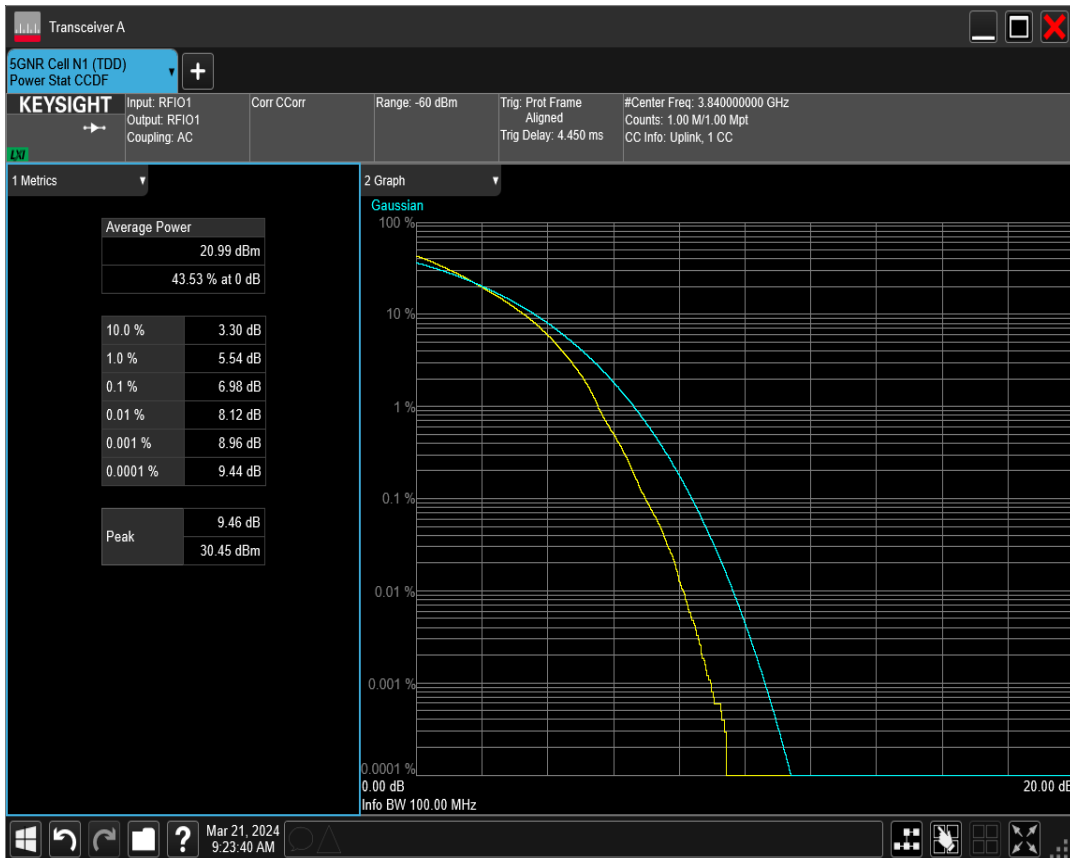 Transceiver A
5GNR Cell N1 (TDD)
Power Stat CCDF
KEYSIGHT
LXI
Input: RFIO1
Output: RFIO1
Coupling: AC
Corr CCorr
Range: -60 dBm
Trig: Prot Frame
Aligned
Trig Delay: 4.450 ms
#Center Freq: 3.840000000 GHz
Counts: 1.00 M/1.00 Mpt
CC Info: Uplink, 1 CC
1 Metrics
Average Power
20.99 dBm
43.53 % at 0 dB
10.0 % 3.30 dB
1.0 % 5.54 dB
0.1 % 6.98 dB
0.01 % 8.12 dB
0.001 % 8.96 dB
0.0001 % 9.44 dB
Peak
9.46 dB
30.45 dBm
2 Graph
Gaussian
100 %
10 %
1 %
0.1 %
0.01 %
0.001 %
0.0001 %
0.00 dB
20.00 dB
Info BW 100.00 MHz
?
Mar 21, 2024
9:23:40 AM